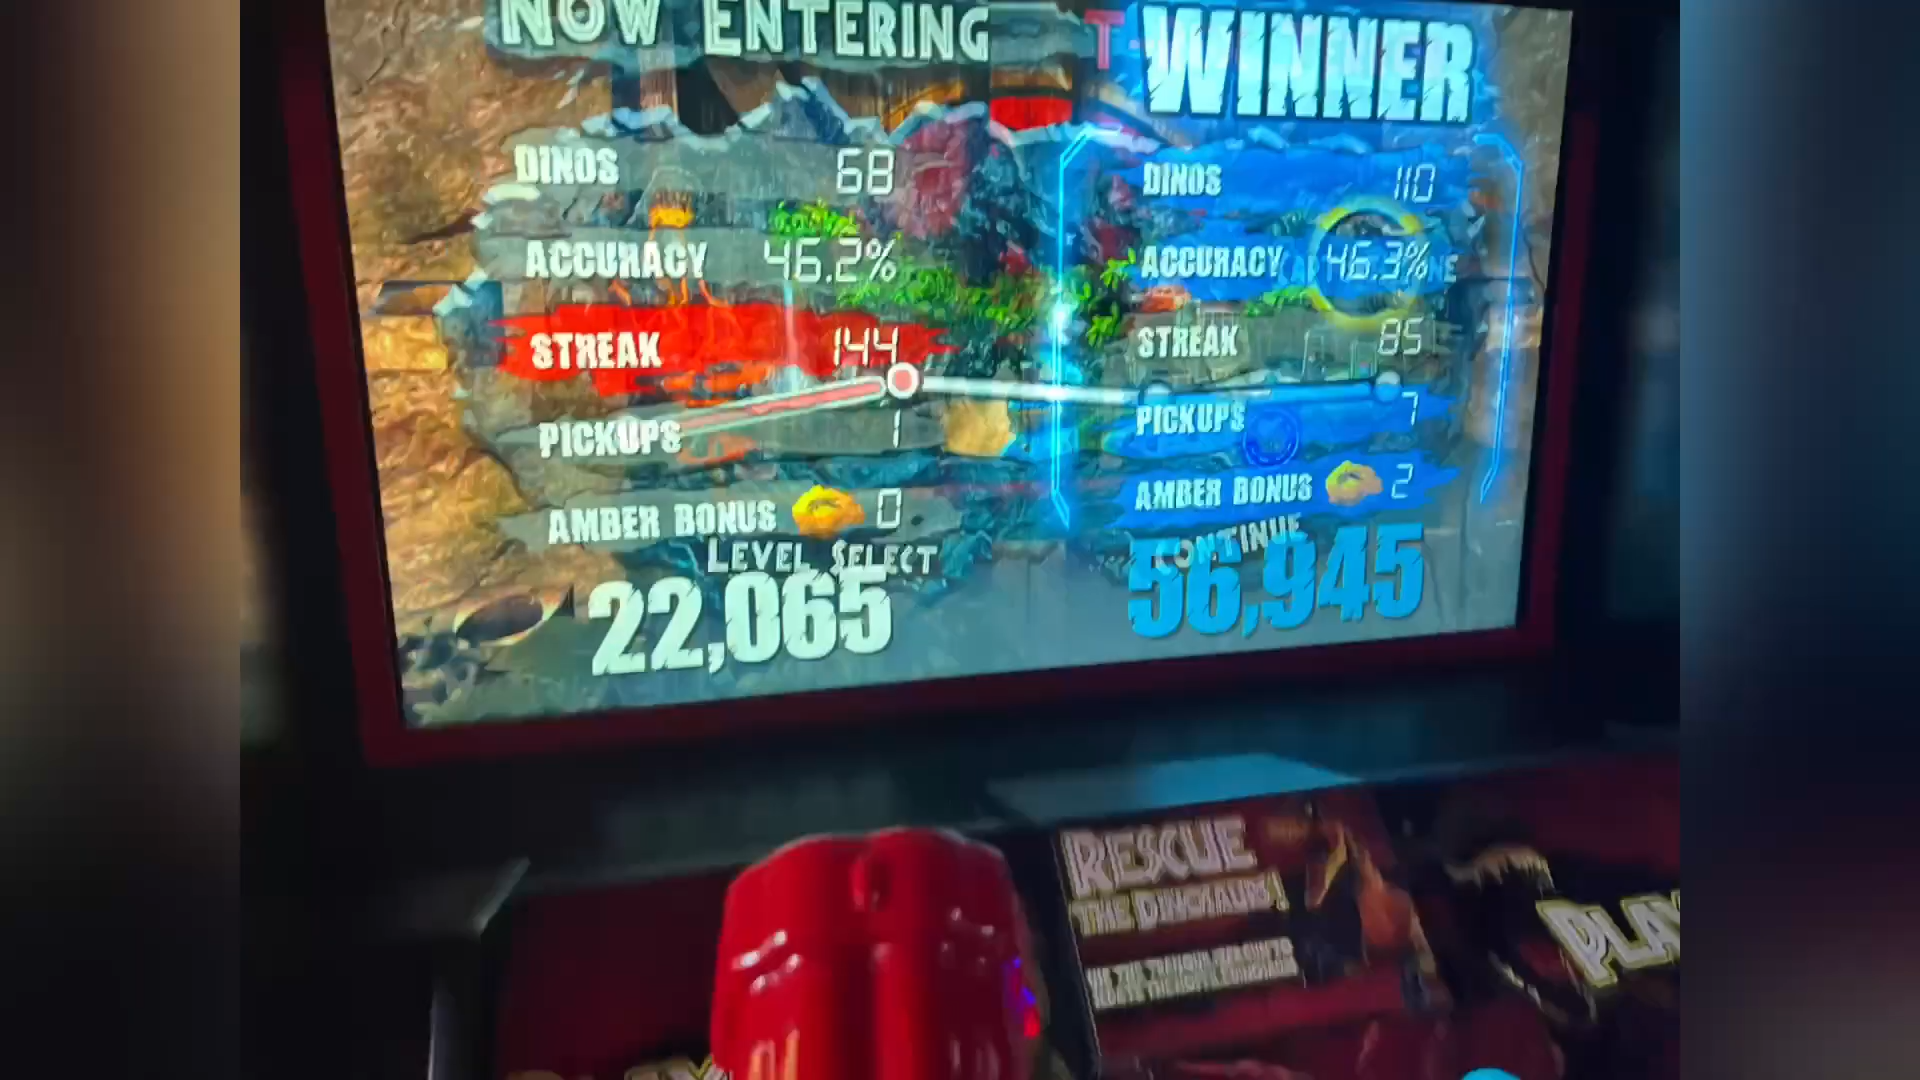 NOW ENTERING T
WINNER
DINOS 68
ACCURACY 46.2%
STREAK 144
PICKUPS 1
AMBER BONUS 0
LEVEL SELECT
22,065
DINOS 110
ACCURACY 46.3%
STREAK 85
PICKUPS 7
AMBER BONUS 2
CONTINUE
56,945
RESCUE
THE DINOSAURS!
PLAY